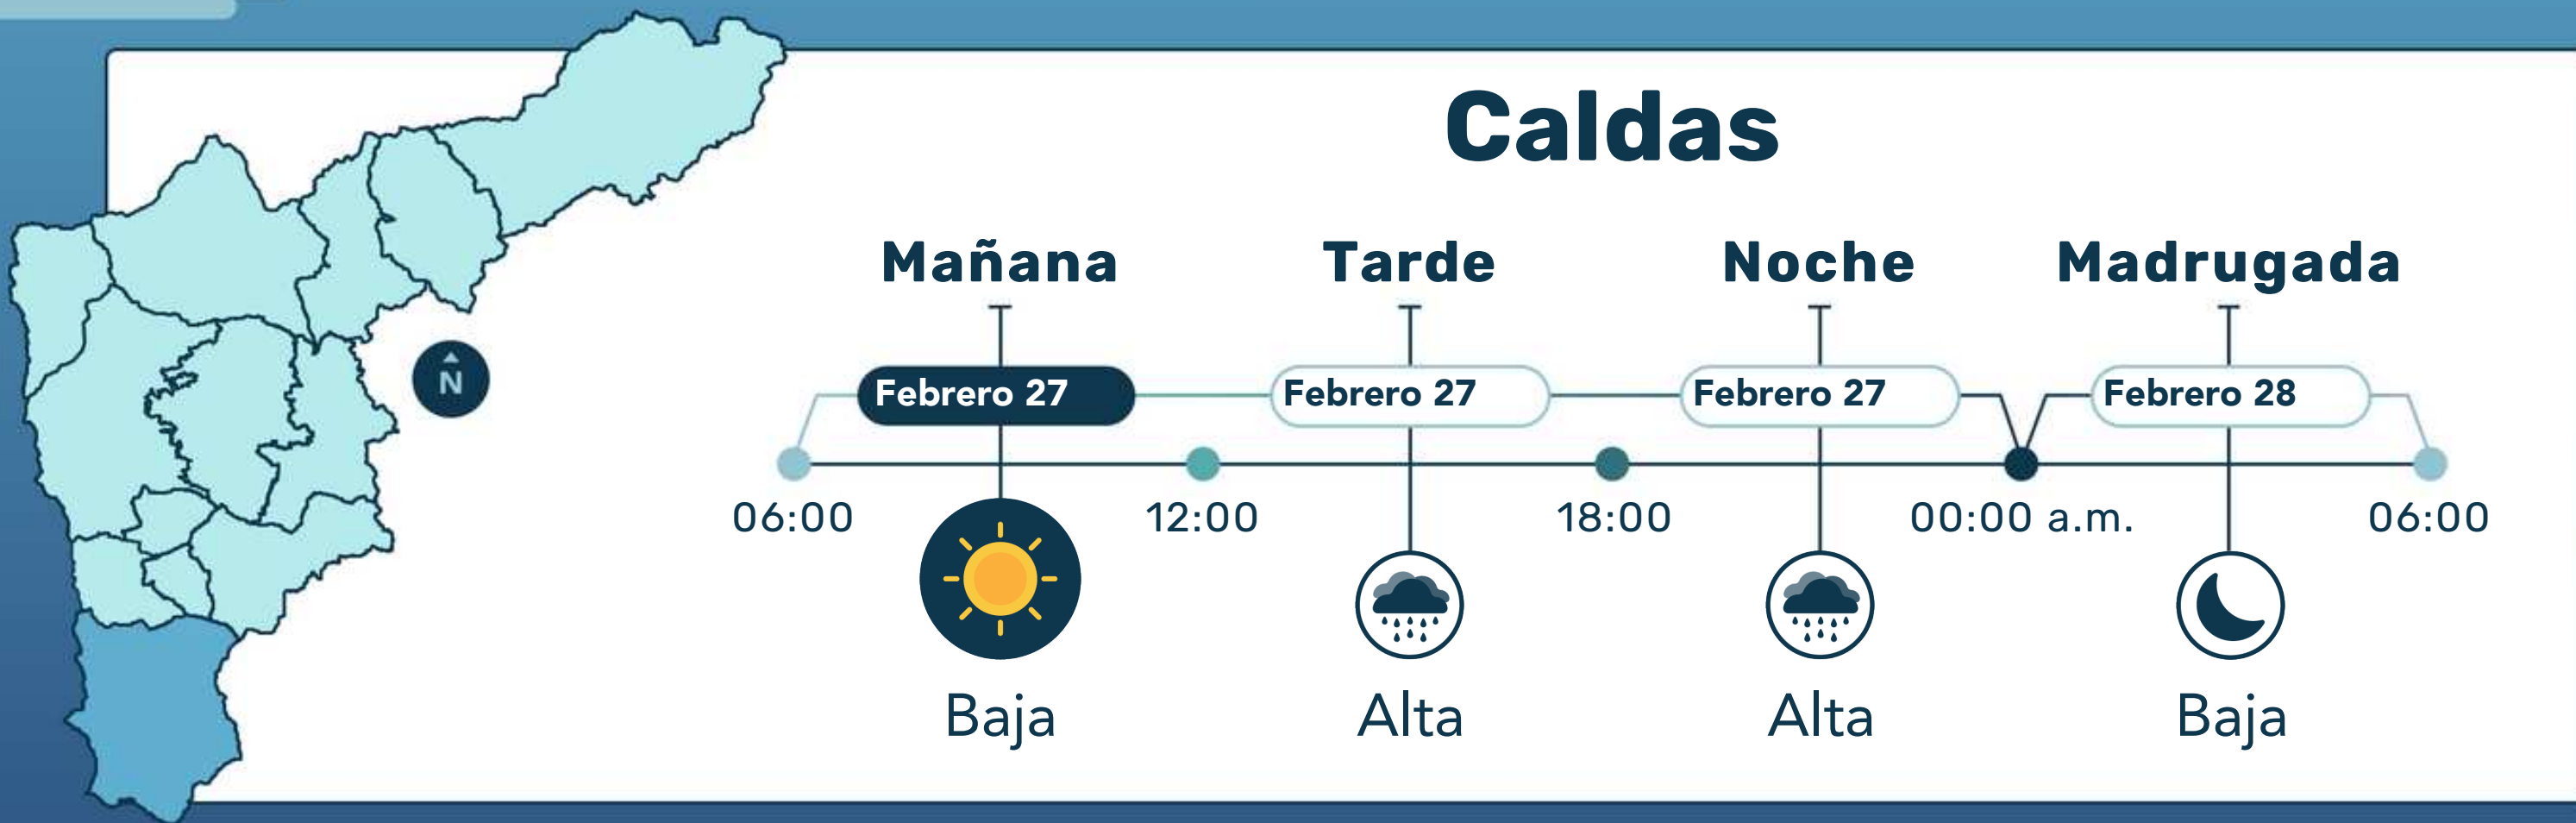 Caldas
Mañana Tarde Noche Madrugada
N
Febrero 27 Febrero 27 Febrero 27 Febrero 28
06:00 12:00 18:00 00:00 a.m. 06:00
Baja Alta Alta Baja